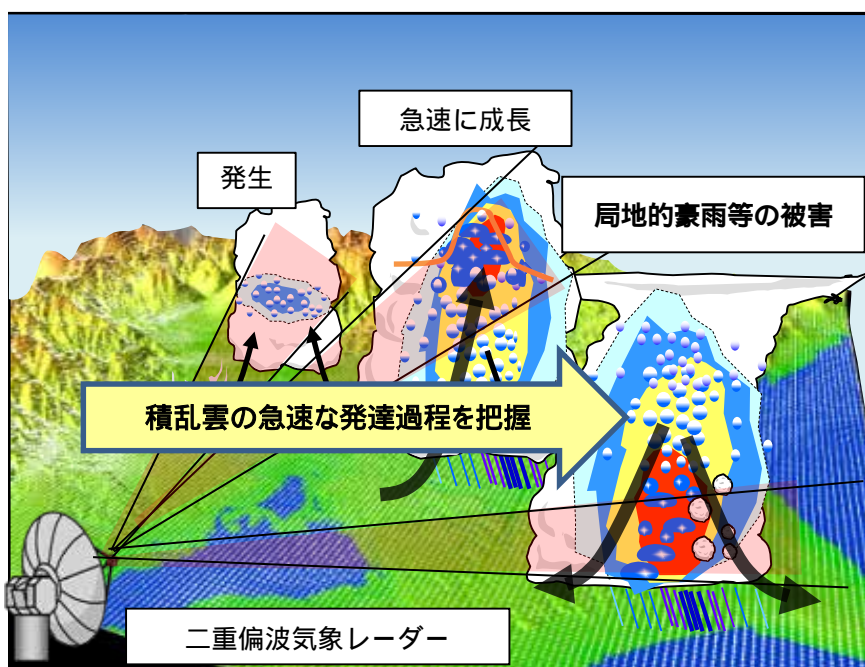 急速に成長
発生
局地的豪雨等の被害
積乱雲の急速な発達過程を把握
二重偏波気象レーダー